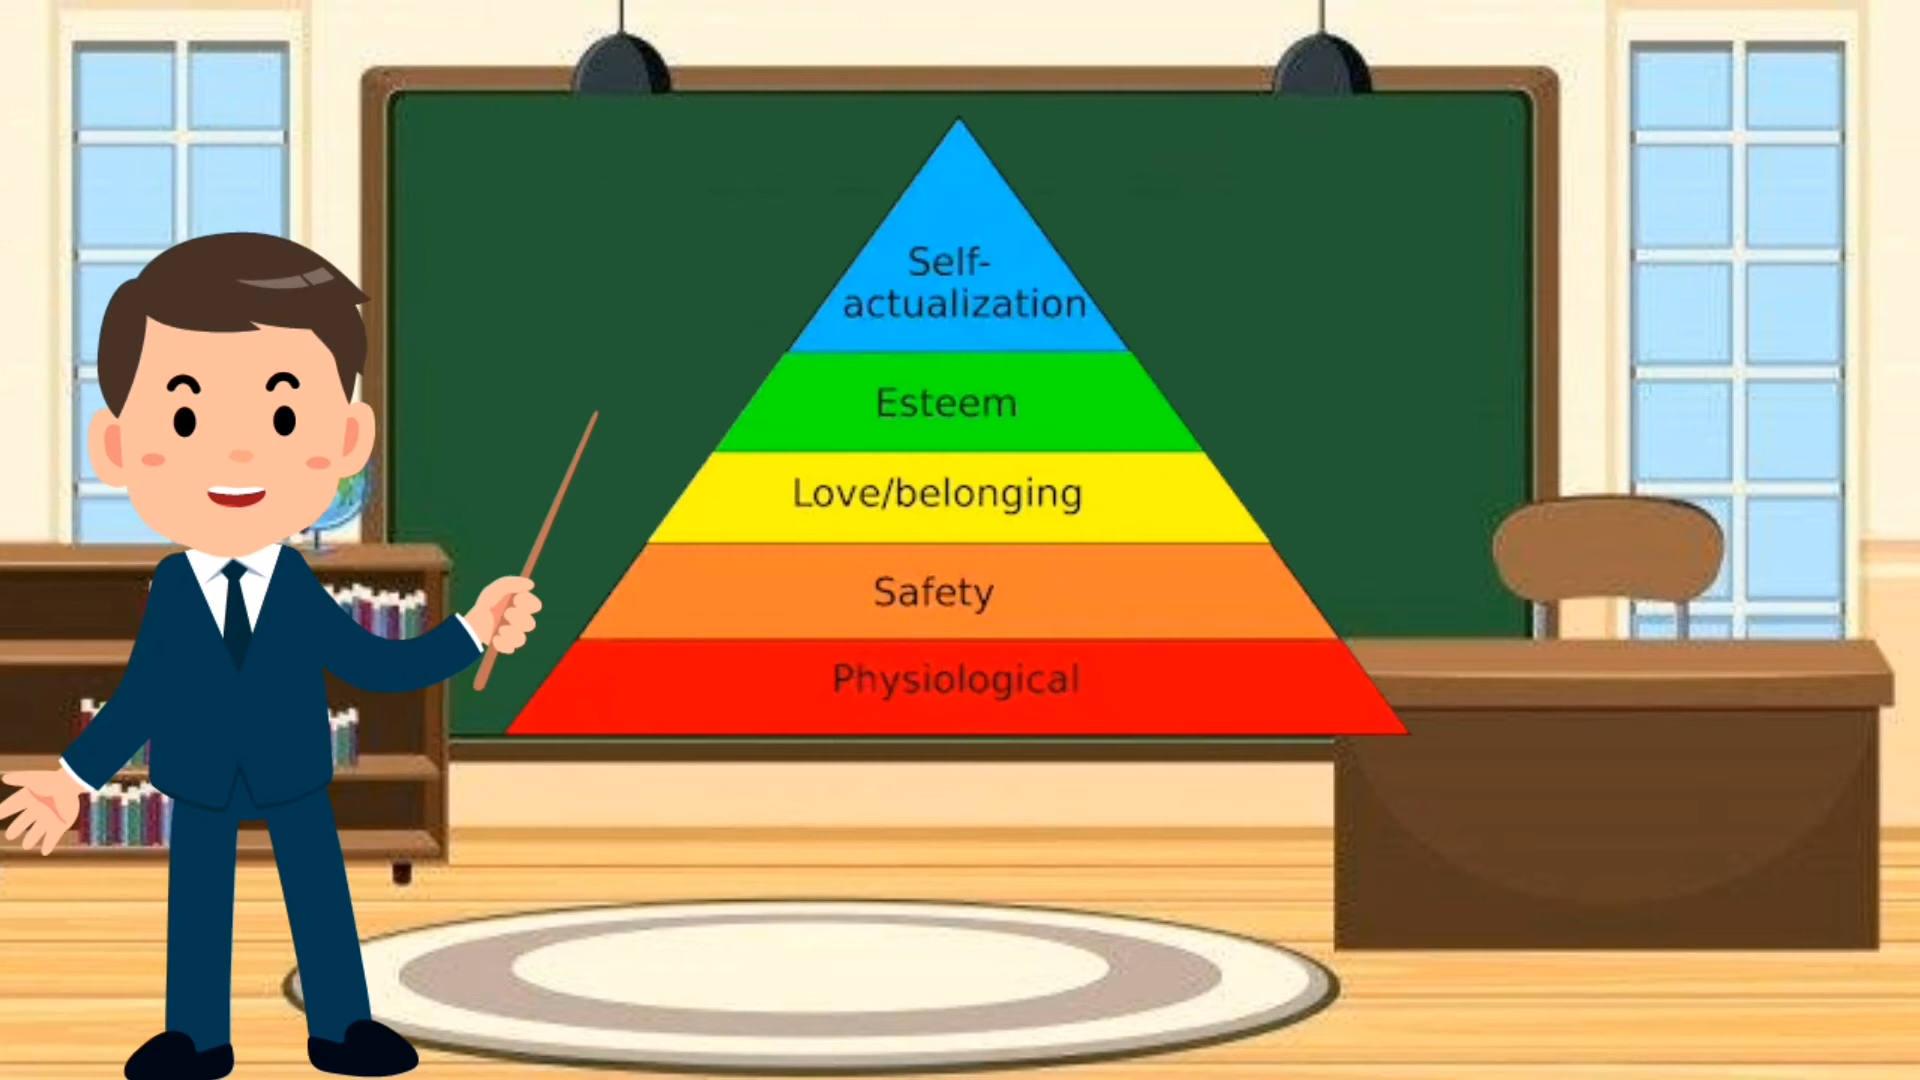 Self-
actualization
Esteem
Love/belonging
Safety
Physiological